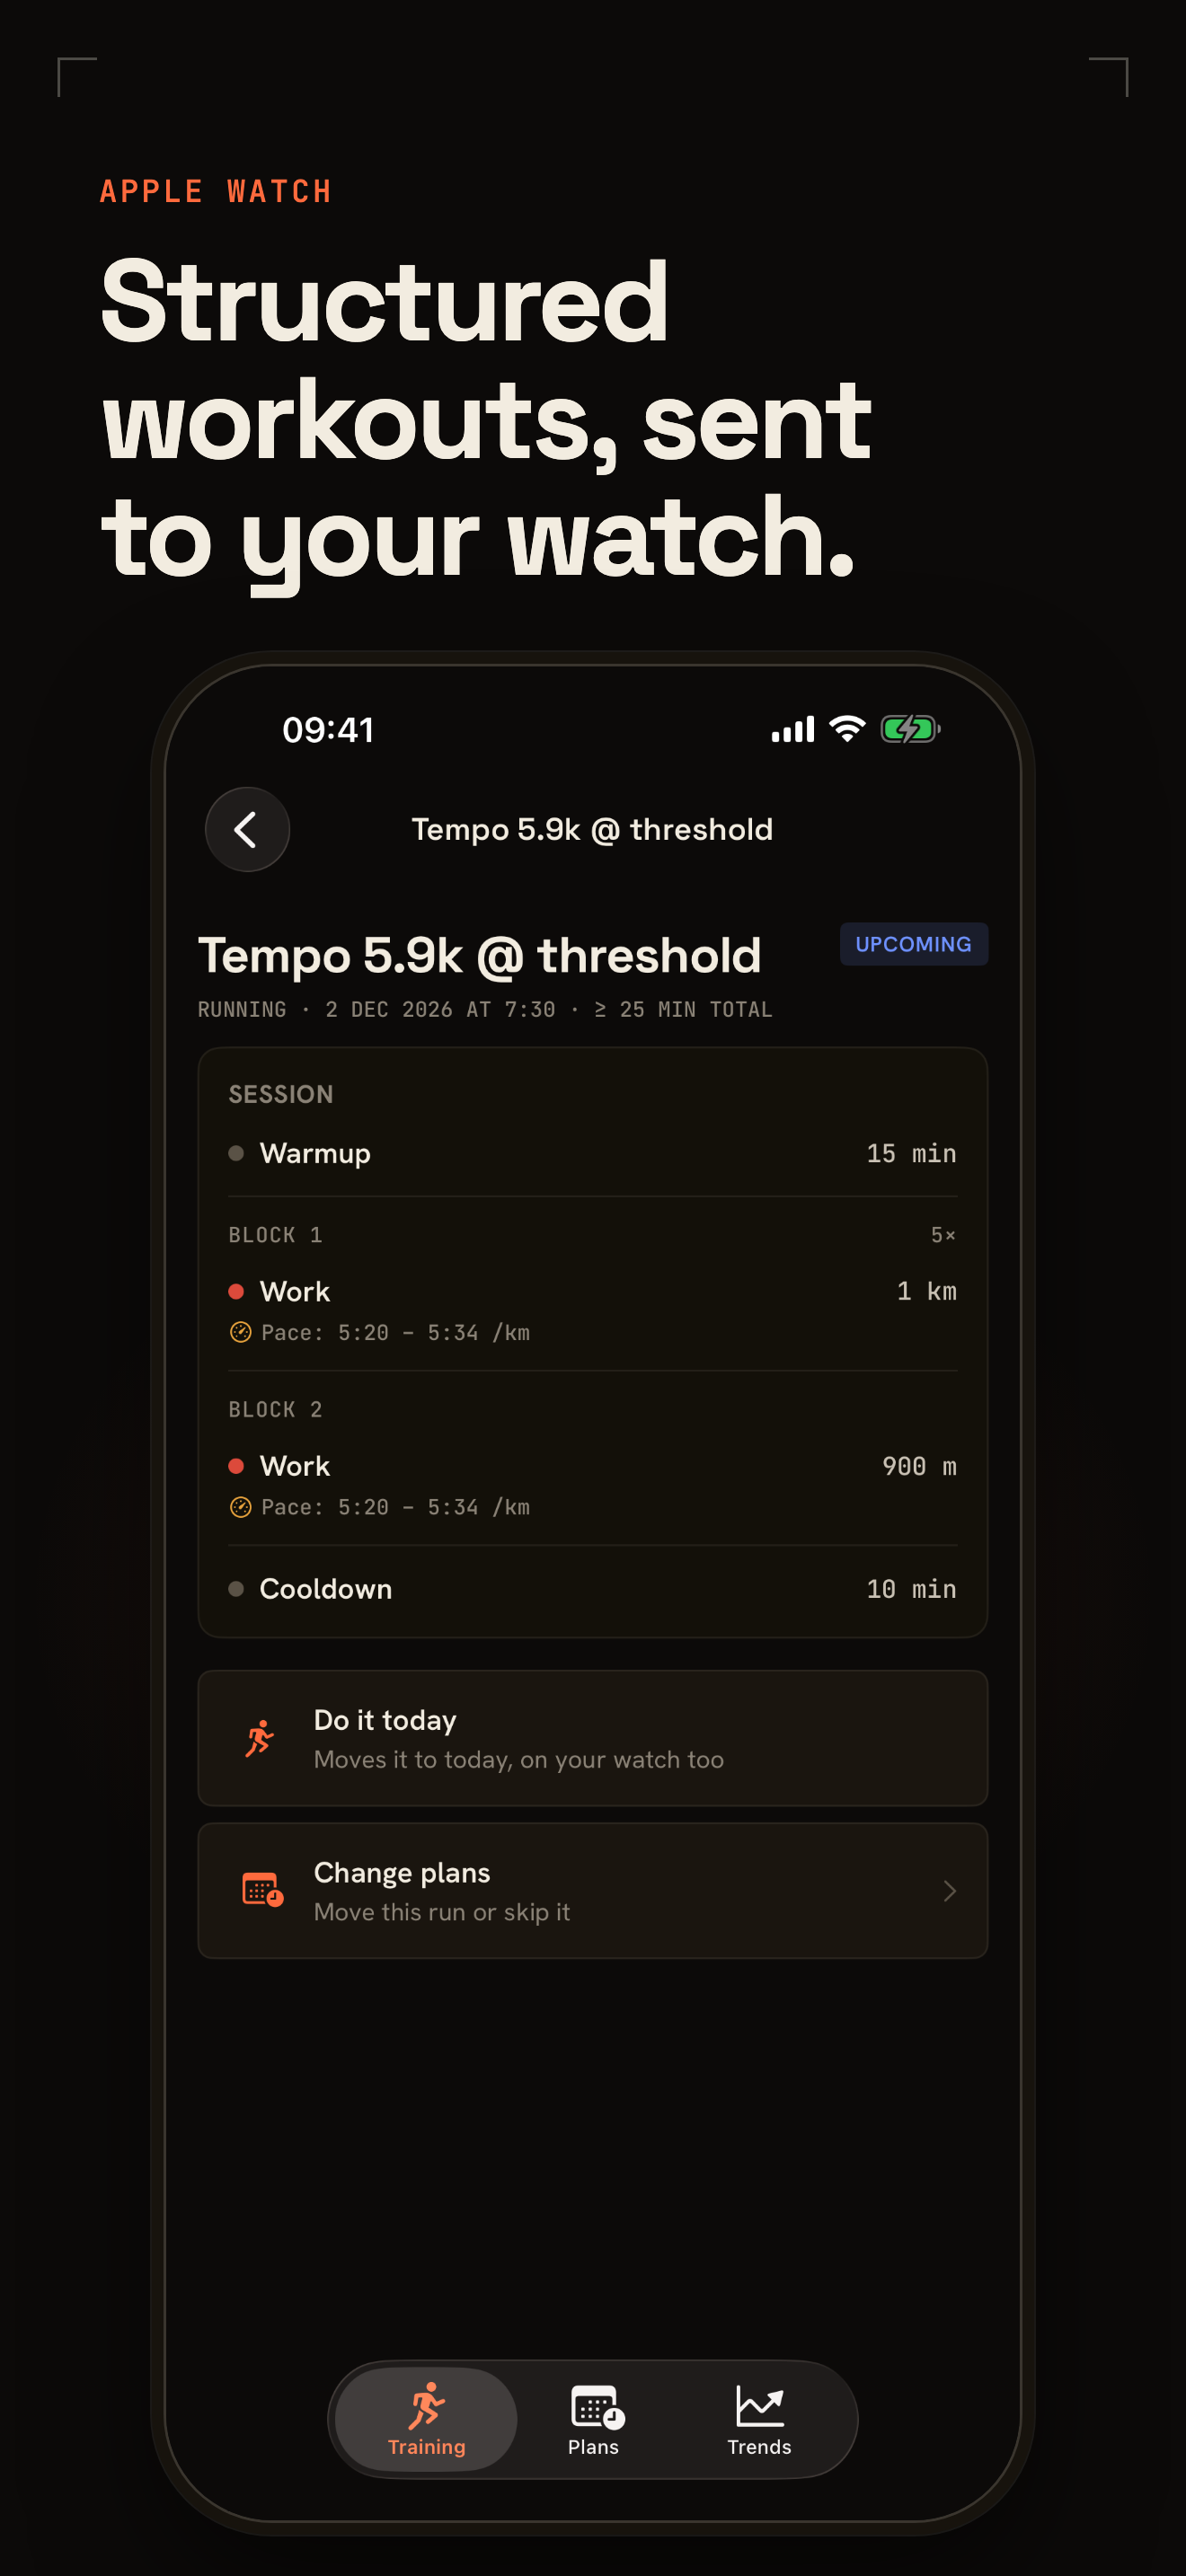 APPLE WATCH
Structured
workouts, sent
to your watch.
09:41
Tempo 5.9k @ threshold
Tempo 5.9k @ threshold
UPCOMING
RUNNING · 2 DEC 2026 AT 7:30 · ≥ 25 MIN TOTAL
SESSION
Warmup 15 min
BLOCK 1 5×
Work 1 km
Pace: 5:20 – 5:34 /km
BLOCK 2
Work 900 m
Pace: 5:20 – 5:34 /km
Cooldown 10 min
Do it today
Moves it to today, on your watch too
Change plans
Move this run or skip it
Training Plans Trends